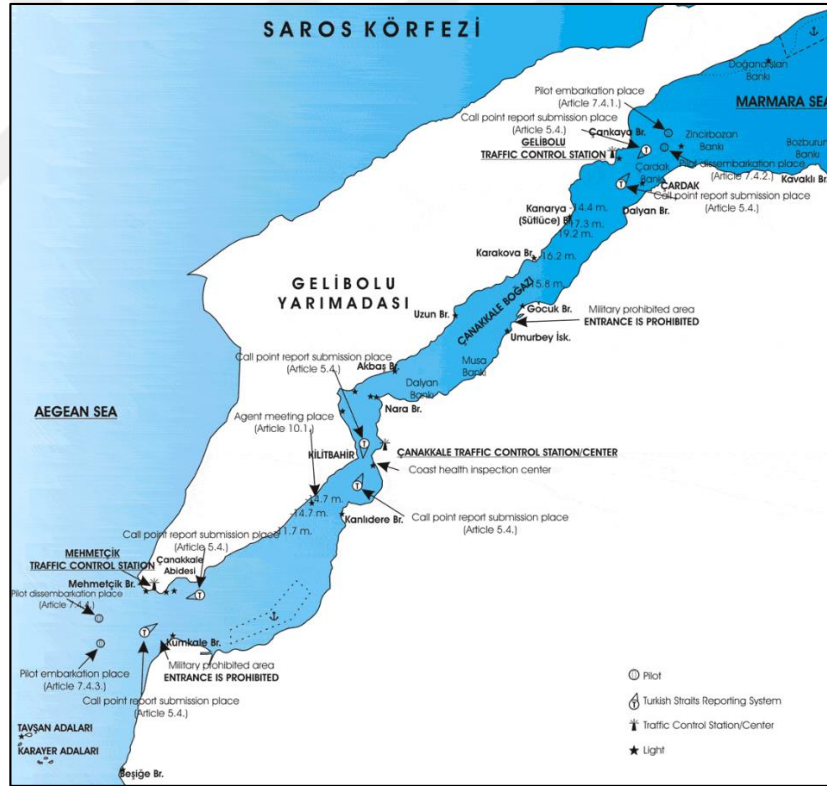 SAROS KÖRFEZİ
Doğanaslan
Bankı
Pilot embarkation place
(Article 7.4.1.)
MARMARA SEA
Call point report submission place
(Article 5.4.)
Çankaya Br.
Zincirbozan
Bankı
Bozburun
Bankı
GELİBOLU
TRAFFIC CONTROL STATION
Pilot dissembarkation place
(Article 7.4.2.)
Çardak
Bankı
ÇARDAK
Kavaklı Br.
Call point report submission place
(Article 5.4.)
Kanarya
(Sütlüce) Br.
-14.4 m.
-17.3 m.
-19.2 m.
Dalyan Br.
Karakova Br.
-16.2 m.
-15.8 m.
GELİBOLU
YARIMADASI
ÇANAKKALE BOĞAZI
Uzun Br.
Gocuk Br.
Military prohibited area
ENTRANCE IS PROHIBITED
Umurbey İsk.
Call point report submission place
(Article 5.4.)
Akbaş Br.
Musa
Bankı
Dalyan
Bankı
AEGEAN SEA
Agent meeting place
(Article 10.1.)
Nara Br.
KİLİTBAHİR
ÇANAKKALE TRAFFIC CONTROL STATION/CENTER
Coast health inspection center
-14.7 m.
-14.7 m.
-11.7 m.
Kanlıdere Br.
Call point report submission place
(Article 5.4.)
Call point report submission place
(Article 5.4.)
MEHMETÇİK
TRAFFIC CONTROL STATION
Çanakkale
Abidesi
Mehmetçik Br.
Pilot dissembarkation place
(Article 7.4.4.)
Kumkale Br.
Pilot embarkation place
(Article 7.4.3.)
Military prohibited area
ENTRANCE IS PROHIBITED
Call point report submission place
(Article 5.4.)
TAVŞAN ADALARI
KARAYER ADALARI
Beşiğe Br.
Pilot
T Turkish Straits Reporting System
Traffic Control Station/Center
Light